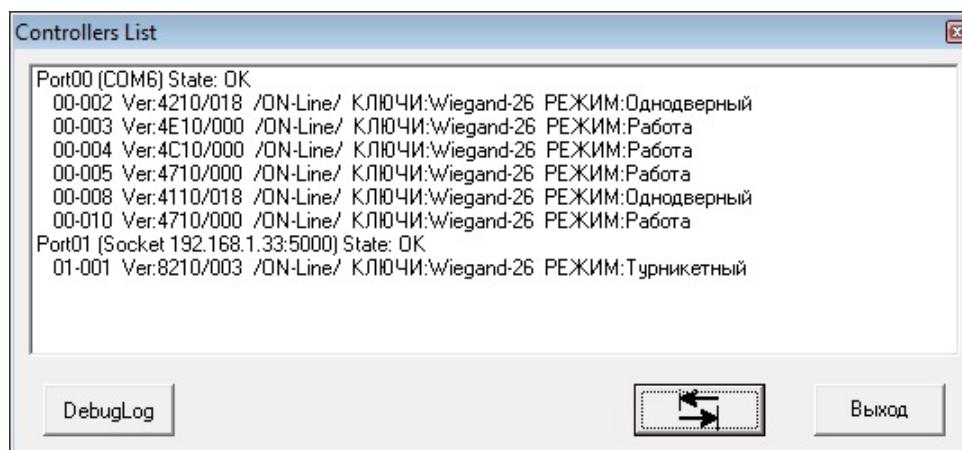 Controllers List
Port00 (COM6) State: OK
00-002 Ver:4210/018 /ON-Line/ КЛЮЧИ:Wiegand-26 РЕЖИМ:Однодверный
00-003 Ver:4E10/000 /ON-Line/ КЛЮЧИ:Wiegand-26 РЕЖИМ:Работа
00-004 Ver:4C10/000 /ON-Line/ КЛЮЧИ:Wiegand-26 РЕЖИМ:Работа
00-005 Ver:4710/000 /ON-Line/ КЛЮЧИ:Wiegand-26 РЕЖИМ:Работа
00-008 Ver:4110/018 /ON-Line/ КЛЮЧИ:Wiegand-26 РЕЖИМ:Однодверный
00-010 Ver:4710/000 /ON-Line/ КЛЮЧИ:Wiegand-26 РЕЖИМ:Работа
Port01 (Socket 192.168.1.33:5000) State: OK
01-001 Ver:8210/003 /ON-Line/ КЛЮЧИ:Wiegand-26 РЕЖИМ:Турникетный
DebugLog Выход